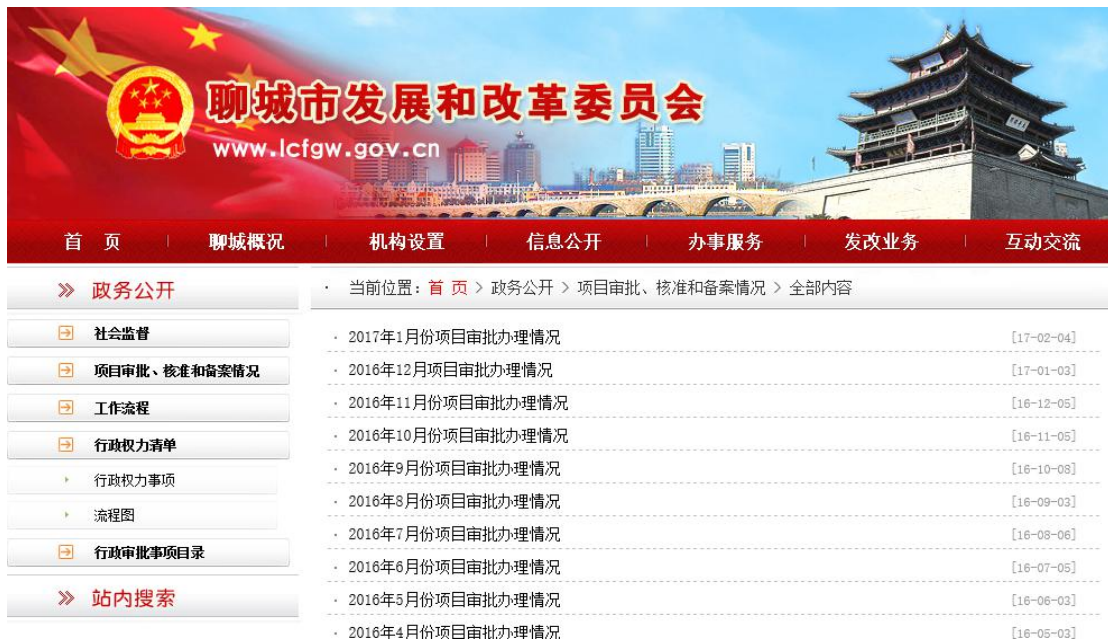 聊城市发展和改革委员会
www.lcfgw.gov.cn
首 页 聊城概况 机构设置 信息公开 办事服务 发改业务 互动交流
政务公开
社会监督
项目审批、核准和备案情况
工作流程
行政权力清单
行政权力事项
流程图
行政审批事项目录
站内搜索
· 当前位置：首 页 > 政务公开 > 项目审批、核准和备案情况 > 全部内容
· 2017年1月份项目审批办理情况 [17-02-04]
· 2016年12月项目审批办理情况 [17-01-03]
· 2016年11月份项目审批办理情况 [16-12-05]
· 2016年10月份项目审批办理情况 [16-11-05]
· 2016年9月份项目审批办理情况 [16-10-08]
· 2016年8月份项目审批办理情况 [16-09-03]
· 2016年7月份项目审批办理情况 [16-08-06]
· 2016年6月份项目审批办理情况 [16-07-05]
· 2016年5月份项目审批办理情况 [16-06-03]
· 2016年4月份项目审批办理情况 [16-05-03]